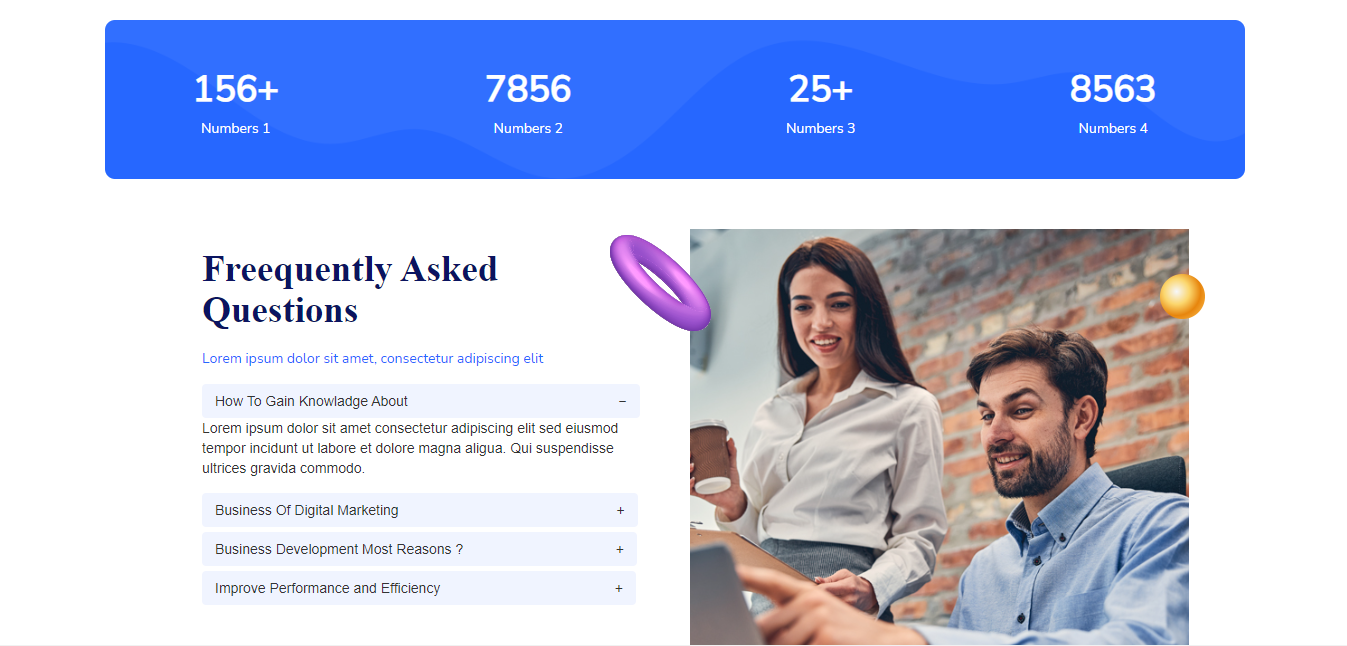 156+ 7856 25+ 8563
Numbers 1 Numbers 2 Numbers 3 Numbers 4
Freequently Asked
Questions
Lorem ipsum dolor sit amet, consectetur adipiscing elit
How To Gain Knowladge About −
Lorem ipsum dolor sit amet consectetur adipiscing elit sed eiusmod
tempor incidunt ut labore et dolore magna aligua. Qui suspendisse
ultrices gravida commodo.
Business Of Digital Marketing +
Business Development Most Reasons ? +
Improve Performance and Efficiency +